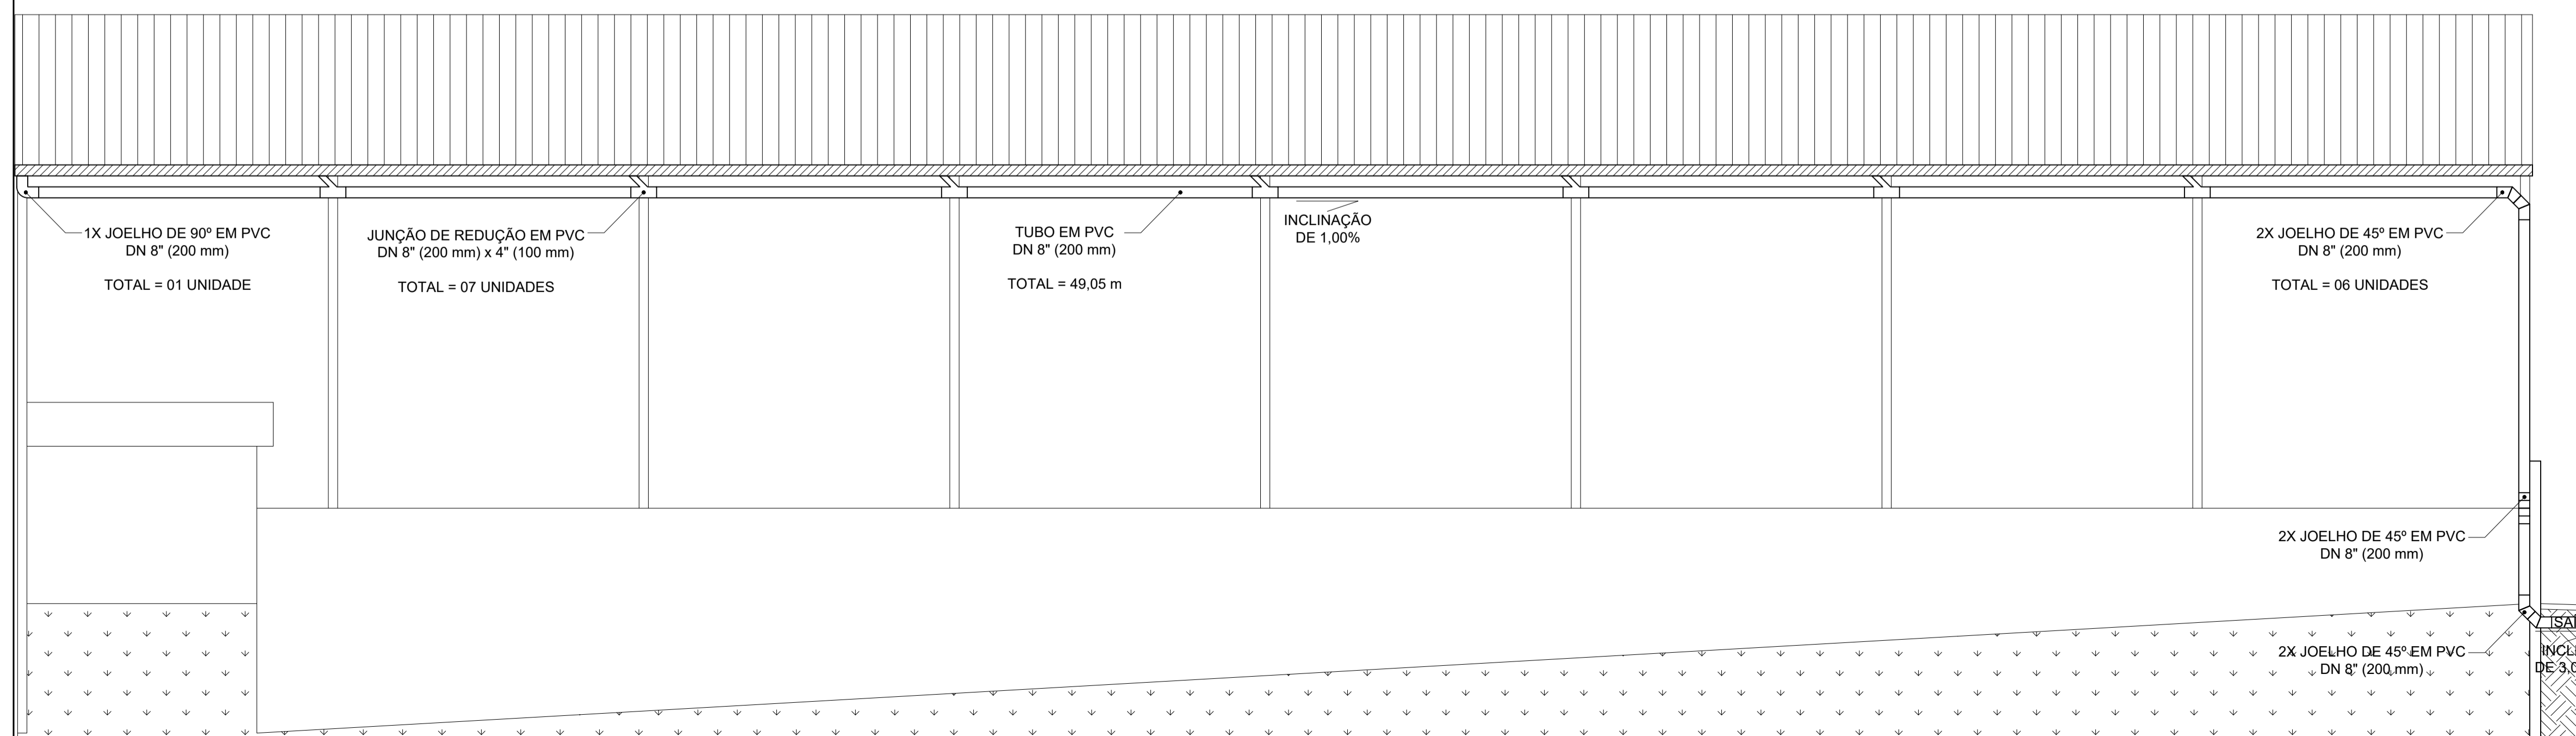 1X JOELHO DE 90º EM PVC
DN 8" (200 mm)
TOTAL = 01 UNIDADE
JUNÇÃO DE REDUÇÃO EM PVC
DN 8" (200 mm) x 4" (100 mm)
TOTAL = 07 UNIDADES
TUBO EM PVC
DN 8" (200 mm)
TOTAL = 49,05 m
INCLINAÇÃO
DE 1,00%
2X JOELHO DE 45º EM PVC
DN 8" (200 mm)
TOTAL = 06 UNIDADES
2X JOELHO DE 45º EM PVC
DN 8" (200 mm)
2X JOELHO DE 45º EM PVC
DN 8" (200 mm)
DE